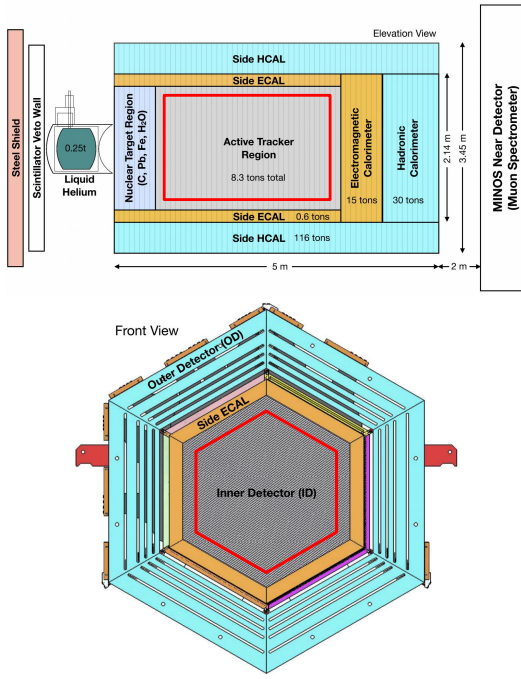 Elevation View
Steel Shield
Scintillator Veto Wall
0.25t
Liquid
Helium
Side HCAL
Side ECAL
Nuclear Target Region
(C, Pb, Fe, H₂O)
Active Tracker
Region
8.3 tons total
Electromagnetic
Calorimeter
15 tons
Hadronic
Calorimeter
30 tons
Side ECAL 0.6 tons
Side HCAL 116 tons
2.14 m
3.45 m
5 m
2 m
MINOS Near Detector
(Muon Spectrometer)
Front View
Outer Detector (OD)
Side ECAL
Inner Detector (ID)